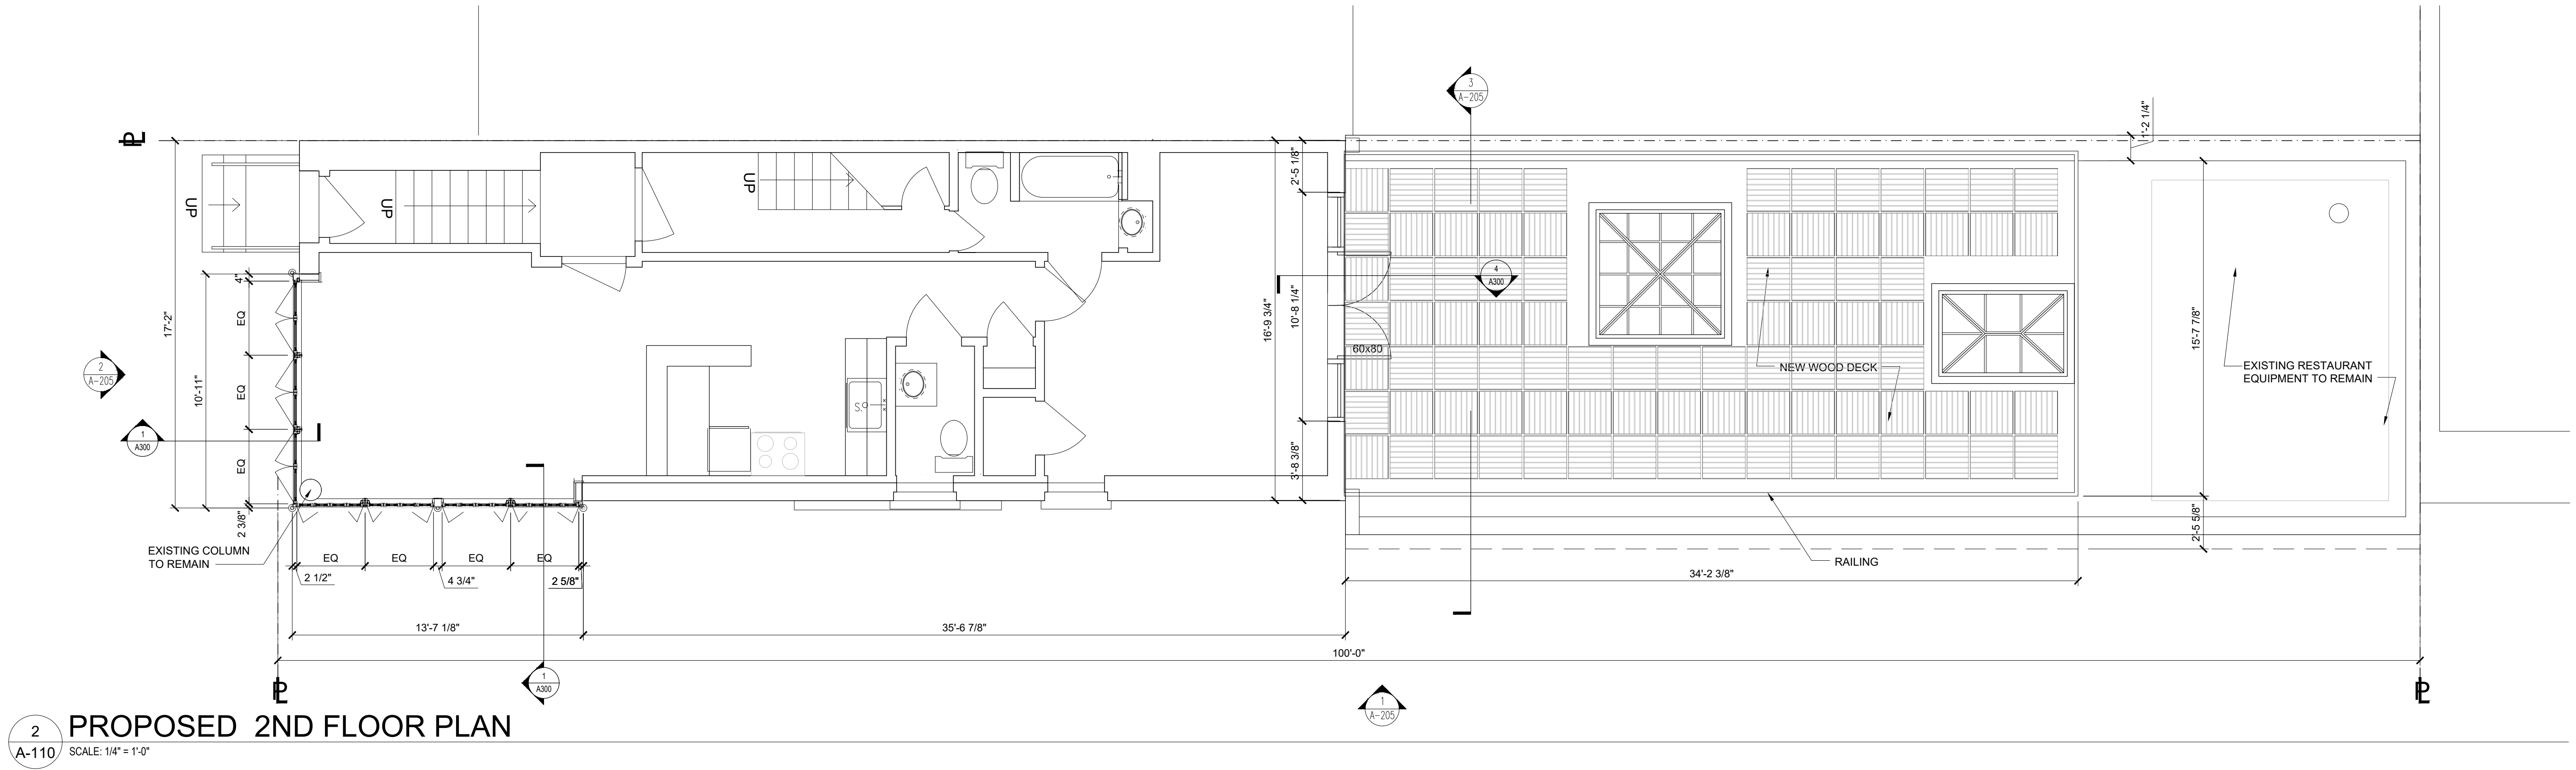 3
A-205
1'-2 1/4"
PL
2'-5 1/8"
UP
UP
UP
4"
17'-2"
10'-11"
EQ
EQ
EQ
16'-9 3/4"
10'-8 1/4"
4
A300
60x80
NEW WOOD DECK
15'-7 7/8"
EXISTING RESTAURANT
EQUIPMENT TO REMAIN
2
A-205
1
A300
S.
3'-8 3/8"
2 3/8"
2'-5 5/8"
EXISTING COLUMN
TO REMAIN
EQ
EQ
EQ
EQ
2 1/2"
4 3/4"
2 5/8"
RAILING
34'-2 3/8"
13'-7 1/8"
35'-6 7/8"
100'-0"
PL
1
A300
1
A-205
PL
2
A-110
PROPOSED 2ND FLOOR PLAN
SCALE: 1/4" = 1'-0"